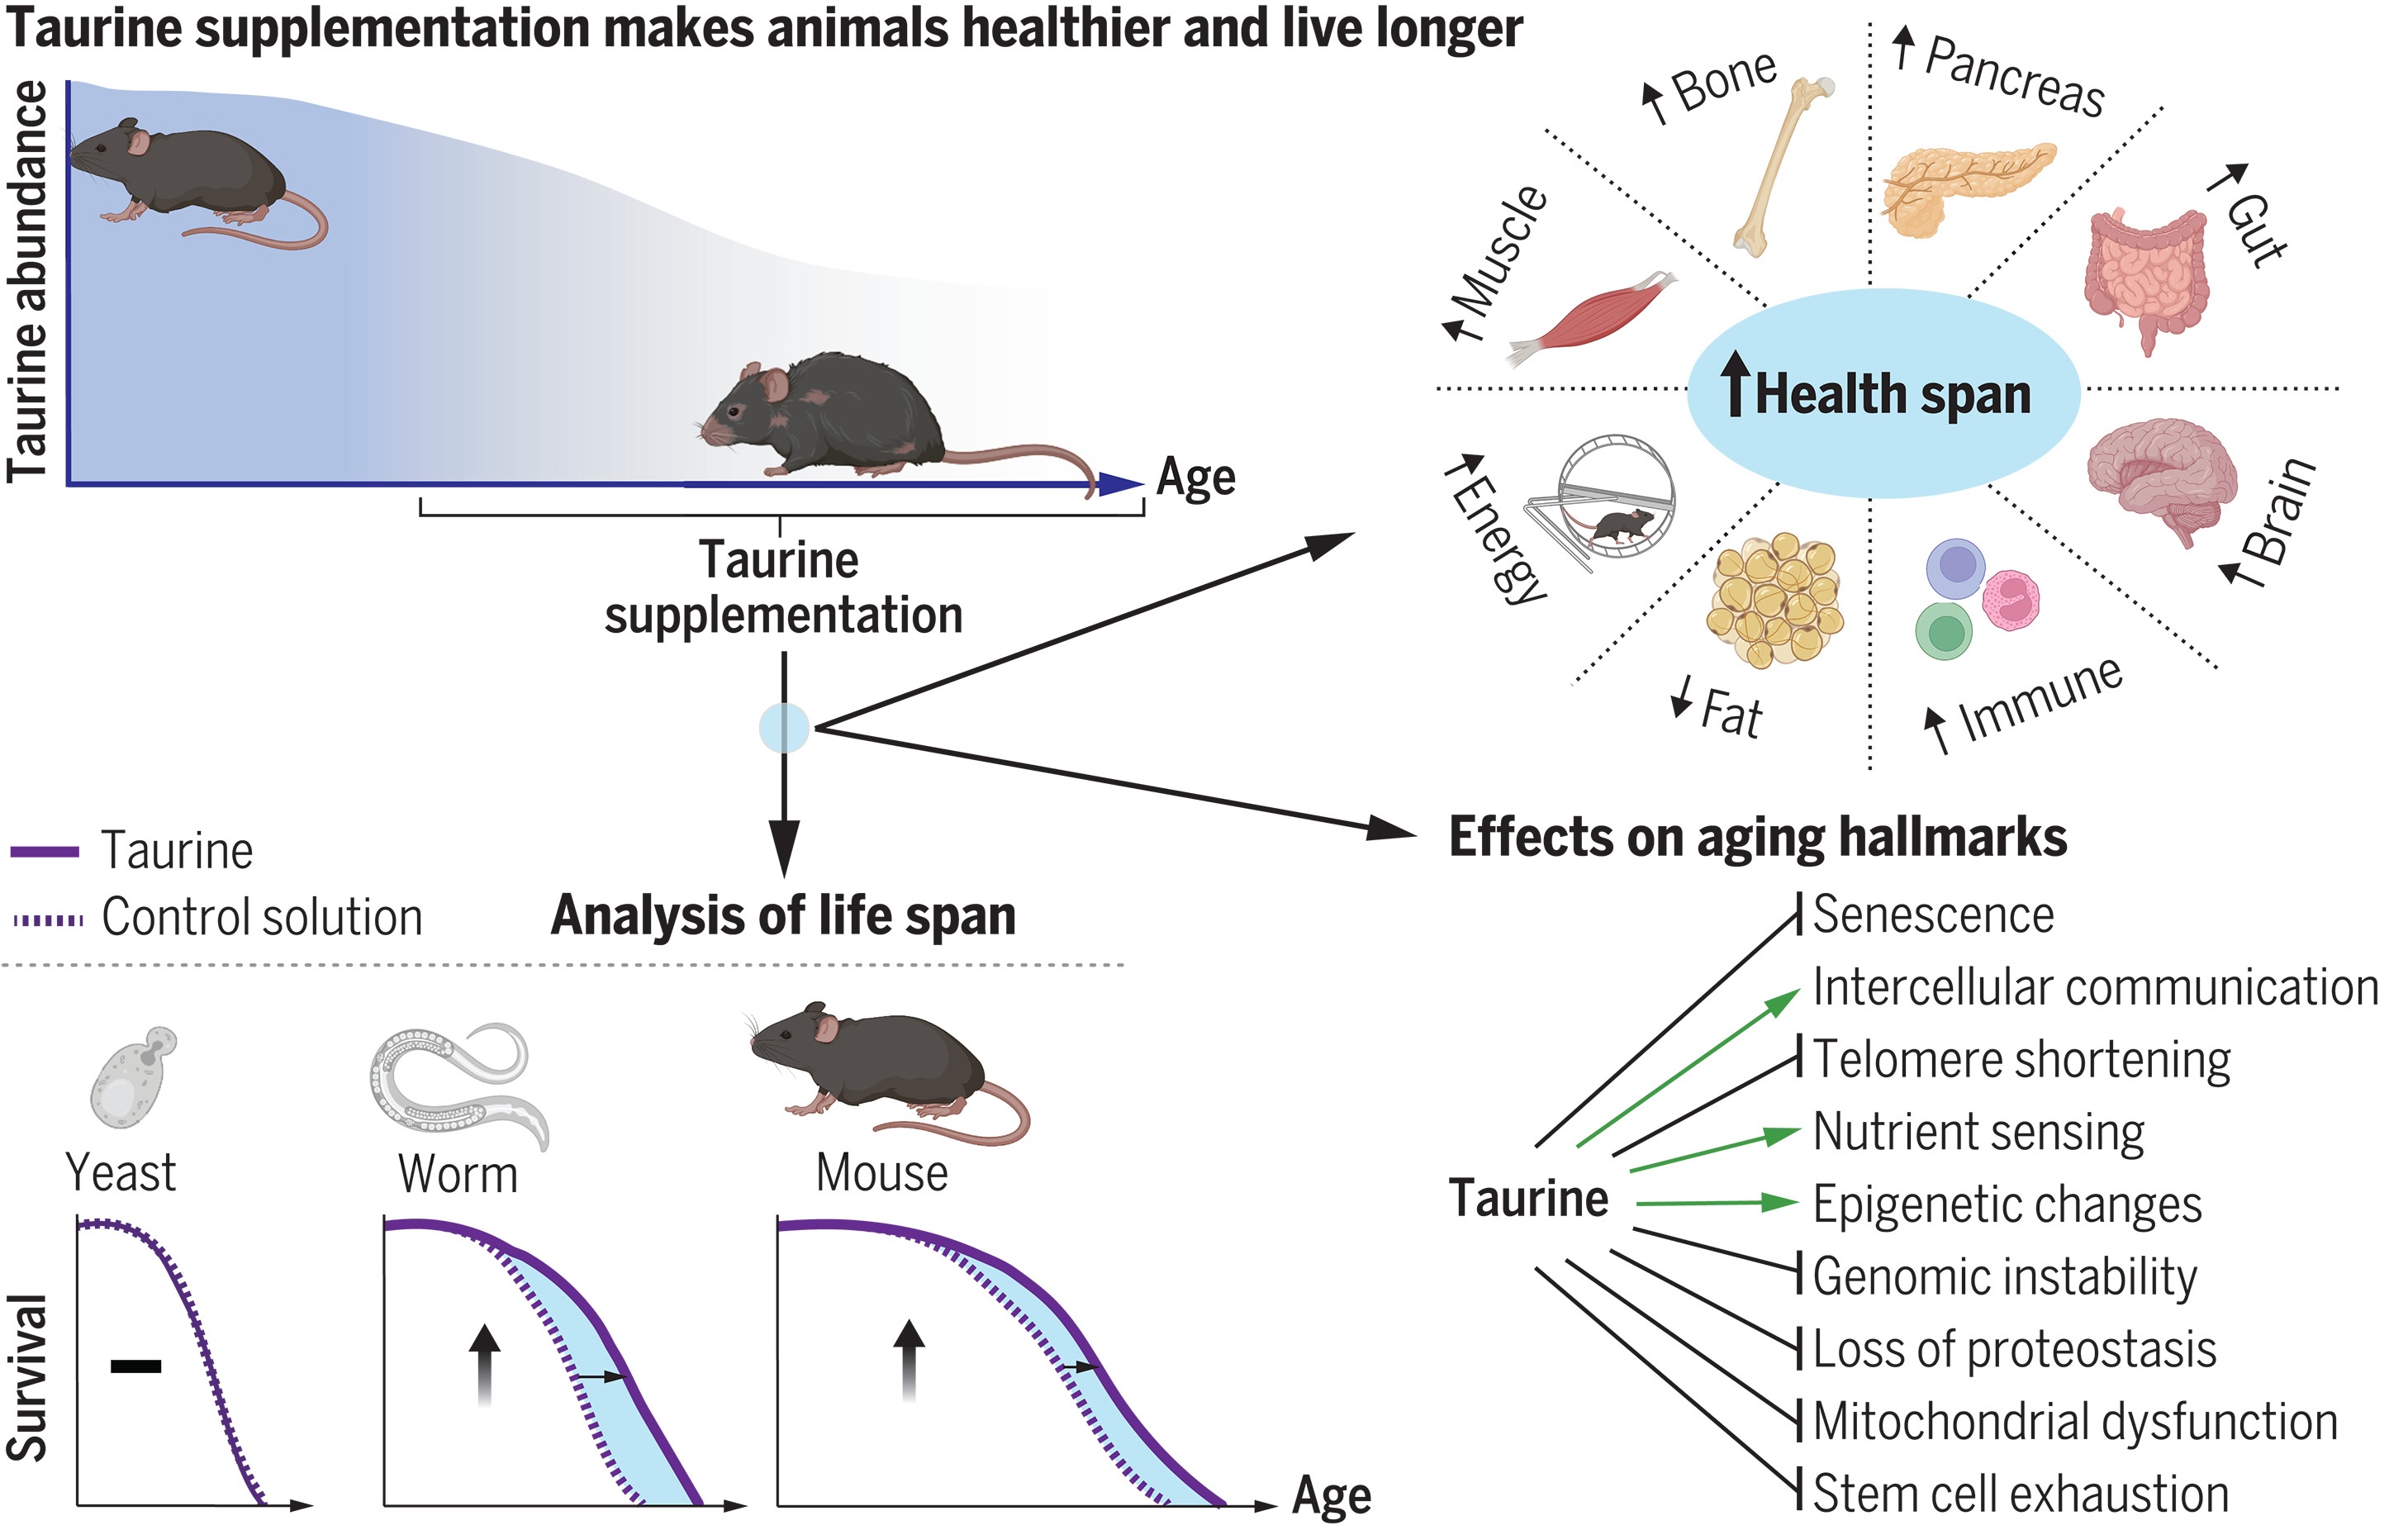 Taurine supplementation makes animals healthier and live longer
Taurine abundance
Age
Taurine
supplementation
↑ Bone
↑ Pancreas
↑ Gut
↑ Muscle
↑ Health span
↑ Energy
↑ Brain
↓ Fat
↑ Immune
Taurine
Control solution
Analysis of life span
Yeast
Worm
Mouse
Survival
Age
Effects on aging hallmarks
Taurine
Senescence
Intercellular communication
Telomere shortening
Nutrient sensing
Epigenetic changes
Genomic instability
Loss of proteostasis
Mitochondrial dysfunction
Stem cell exhaustion